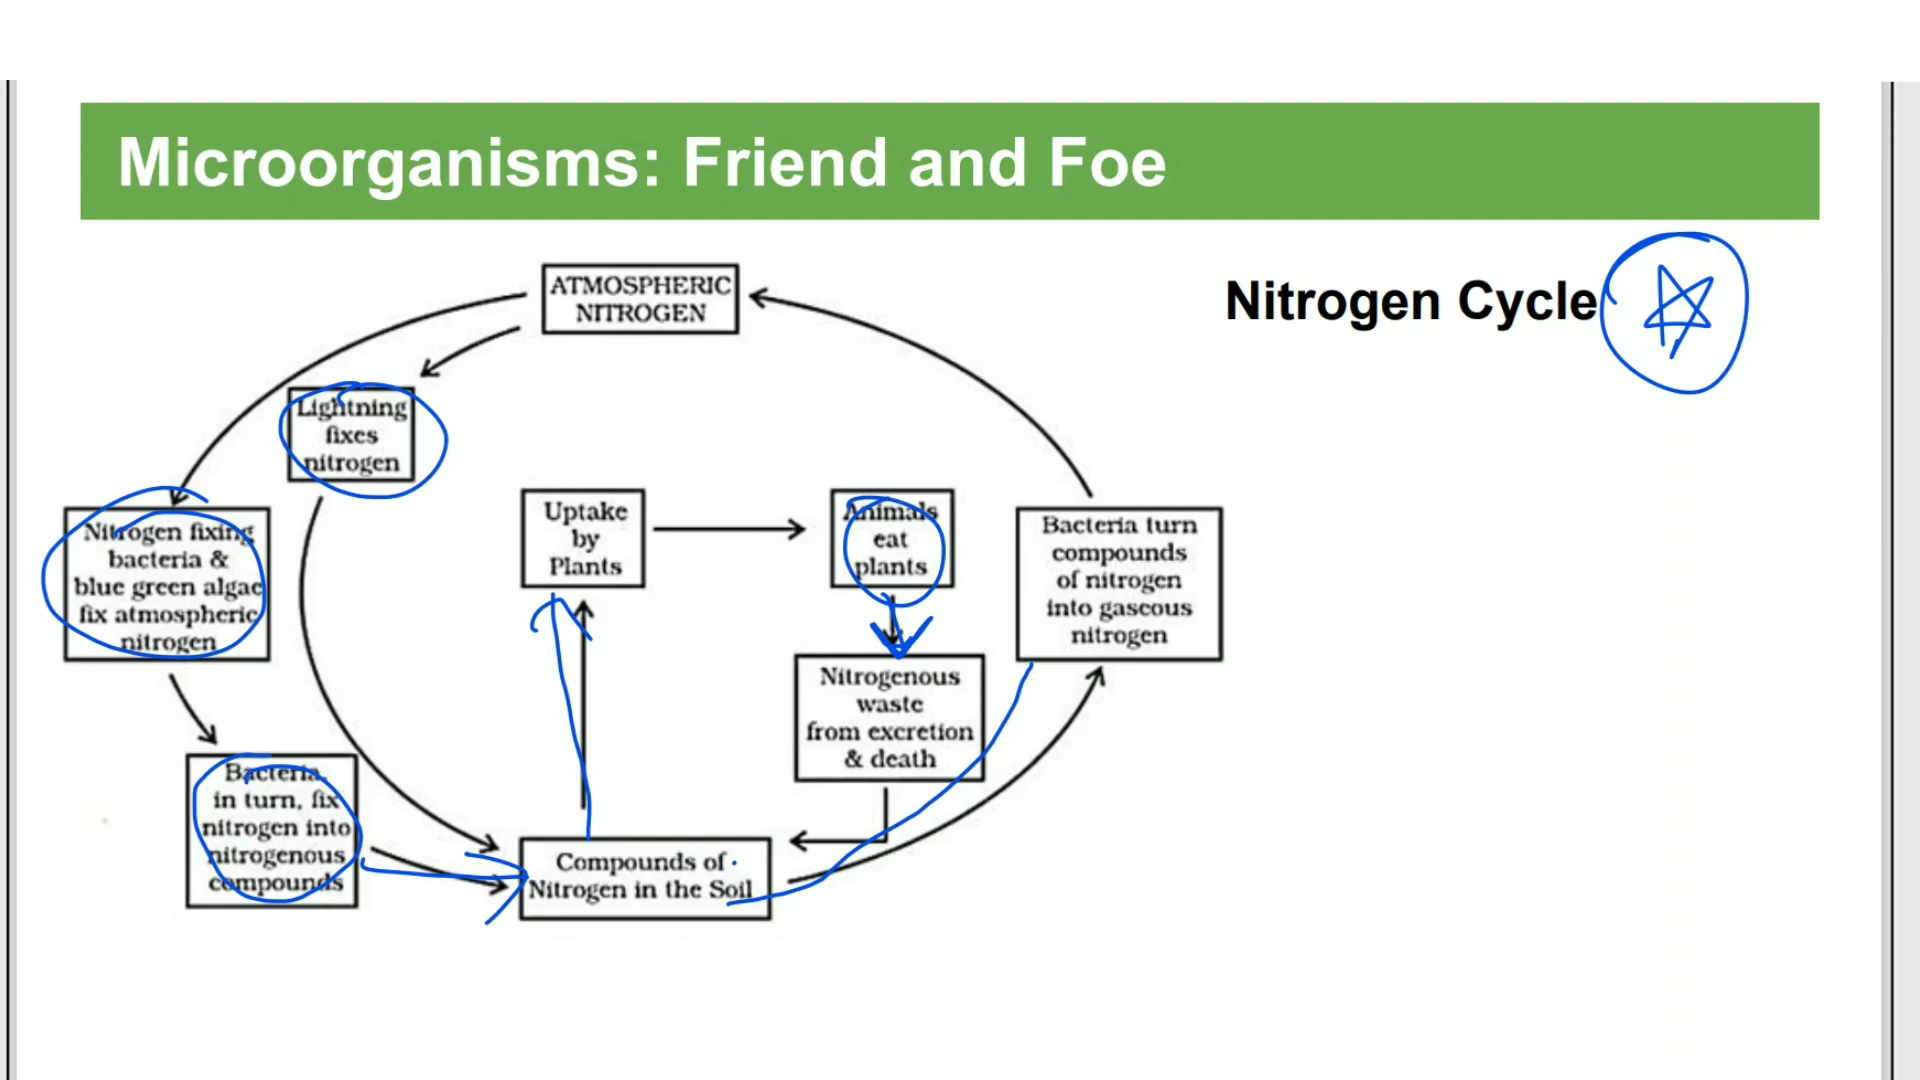 Microorganisms: Friend and Foe
Nitrogen Cycle
ATMOSPHERIC
NITROGEN
Lightning
fixes
nitrogen
Nitrogen fixing
bacteria &
blue green algae
fix atmospheric
nitrogen
Bacteria,
in turn, fix
nitrogen into
nitrogenous
compounds
Uptake
by
Plants
Animals
eat
plants
Bacteria turn
compounds
of nitrogen
into gaseous
nitrogen
Nitrogenous
waste
from excretion
& death
Compounds of
Nitrogen in the Soil